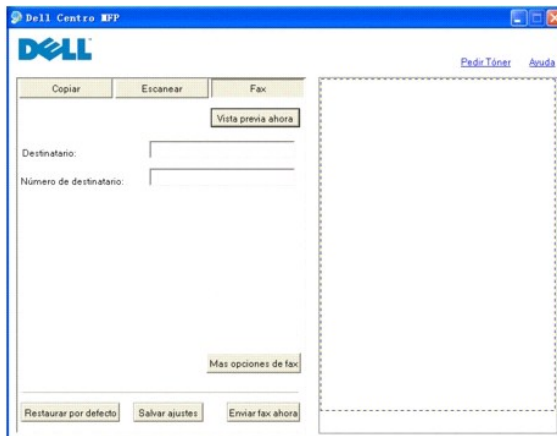 Dell Centro MFP
DELL
Pedir Tóner Ayuda
Copiar Escanear Fax
Vista previa ahora
Destinatario:
Número de destinatario:
Mas opciones de fax
Restaurar por defecto Salvar ajustes Enviar fax ahora